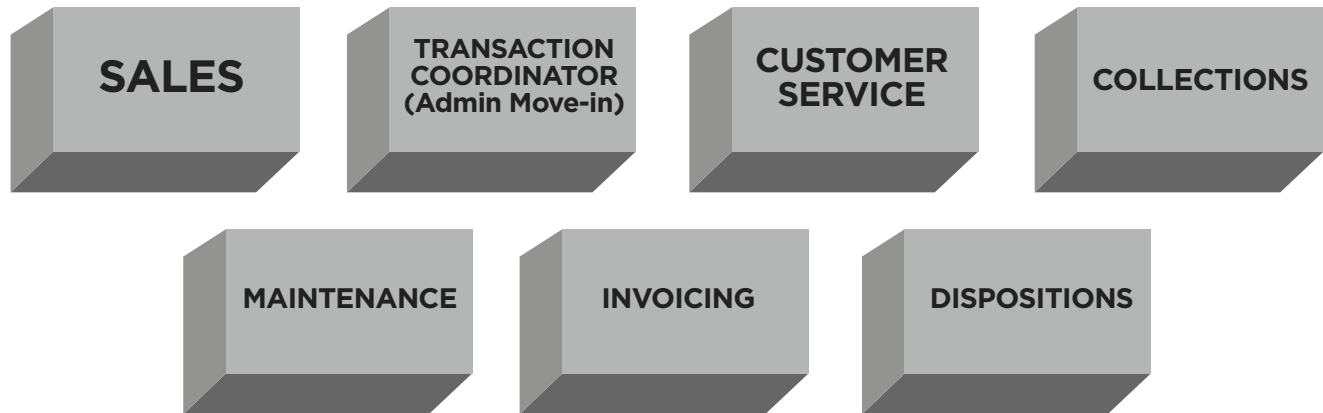 SALES
TRANSACTION
COORDINATOR
(Admin Move-in)
CUSTOMER
SERVICE
COLLECTIONS
MAINTENANCE
INVOICING
DISPOSITIONS